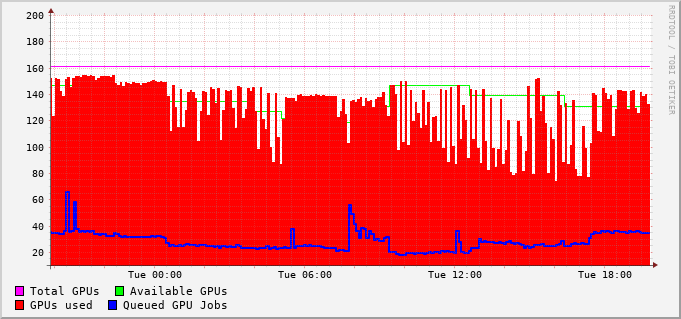 200
180
160
140
120
100
80
60
40
20
Tue 00:00 Tue 06:00 Tue 12:00 Tue 18:00
Total GPUs Available GPUs
GPUs used Queued GPU Jobs
RRDTOOL / TOBI OETIKER